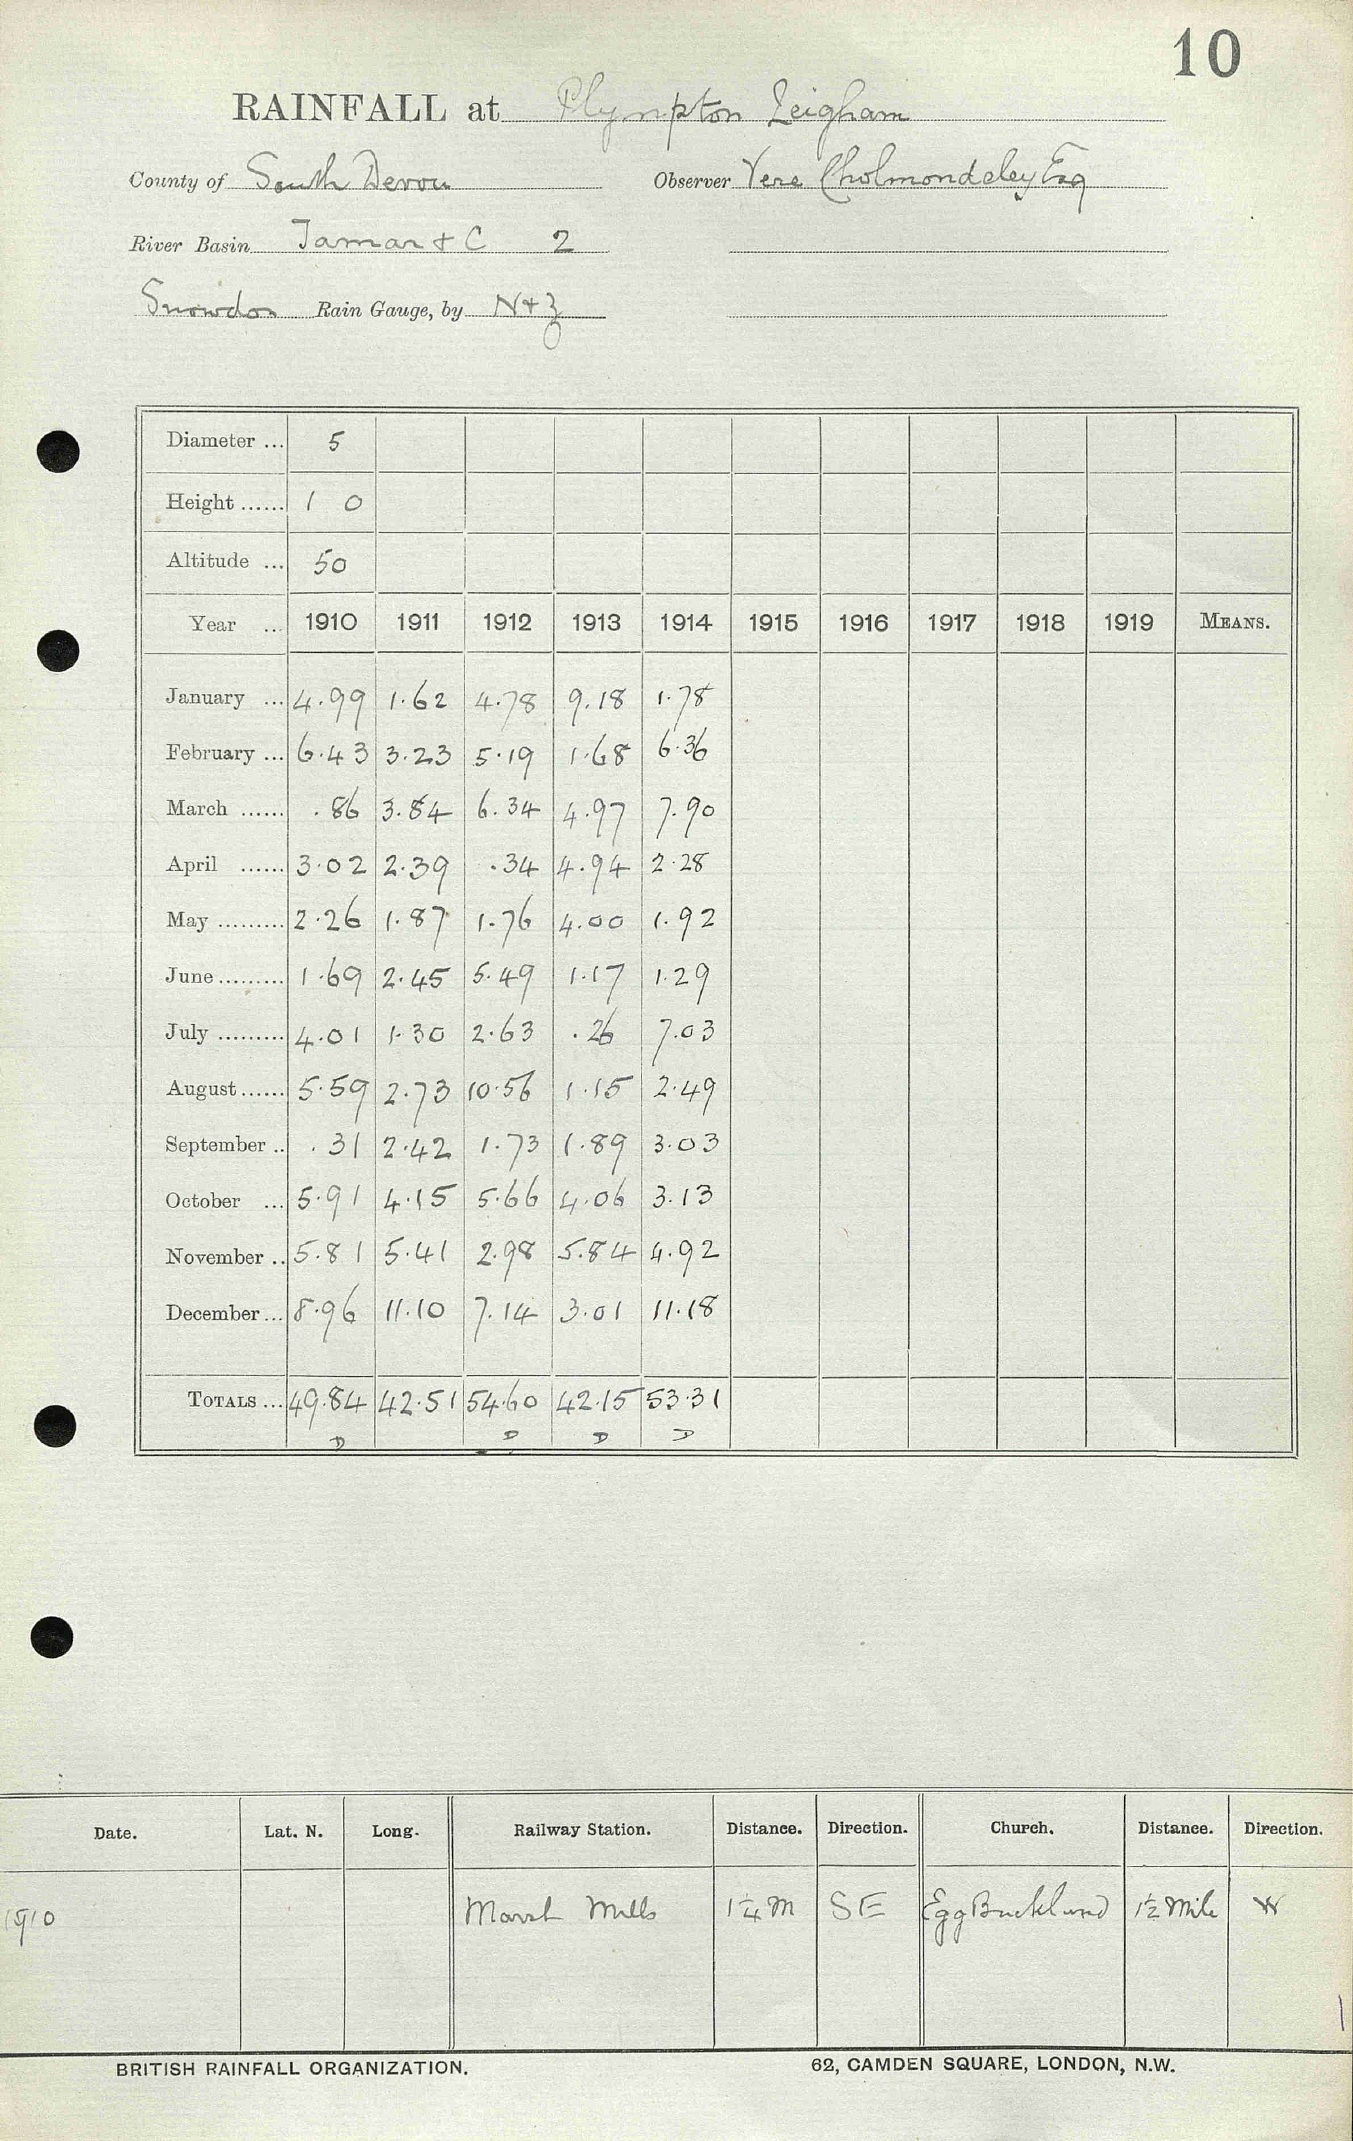 10
RAINFALL at Plympton Leigham
County of South Devon Observer Vere Cholmondeley Esq
River Basin Tamar & C 2
Snowdon Rain Gauge, by N + Z
Diameter ... 5
Height ...... 1 0
Altitude ... 50
Year ... 1910 1911 1912 1913 1914 1915 1916 1917 1918 1919 MEANS.
January ... 4.99 1.62 4.78 9.18 1.78
February ... 6.43 3.23 5.19 1.68 6.36
March ...... .86 3.84 6.34 4.97 7.90
April ...... 3.02 2.39 .34 4.94 2.28
May ......... 2.26 1.87 1.76 4.00 1.92
June ......... 1.69 2.45 5.49 1.17 1.29
July ......... 4.01 1.30 2.63 .26 7.03
August ...... 5.59 2.73 10.56 1.15 2.49
September .. .31 2.42 1.73 1.89 3.03
October ... 5.91 4.15 5.66 4.06 3.13
November .. 5.81 5.41 2.98 5.84 4.92
December ... 8.96 11.10 7.14 3.01 11.18
TOTALS ... 49.84 42.51 54.60 42.15 53.31
D D D D
Date. Lat. N. Long. Railway Station. Distance. Direction. Church. Distance. Direction.
1910 Marsh Mills 1¼ M SE Egg Buckland 1½ Mile W
BRITISH RAINFALL ORGANIZATION. 62, CAMDEN SQUARE, LONDON, N.W.